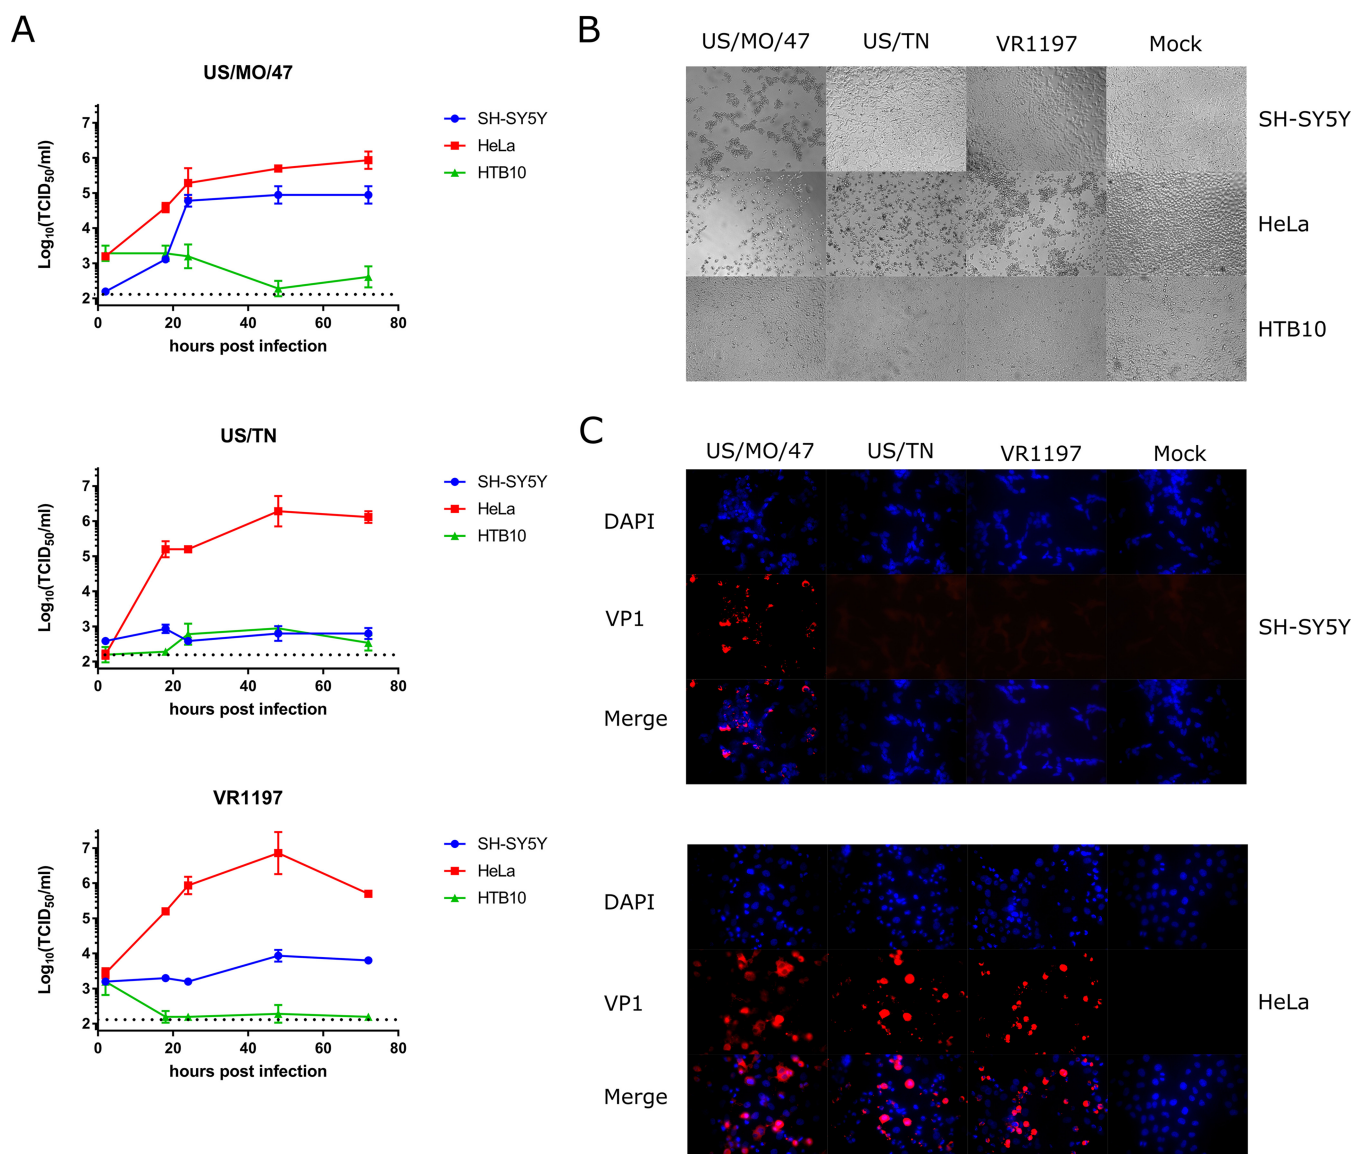 A
US/MO/47
Log10(TCID50/ml)
7
6
5
4
3
2
0 20 40 60 80
hours post infection
SH-SY5Y
HeLa
HTB10
US/TN
Log10(TCID50/ml)
7
6
5
4
3
2
0 20 40 60 80
hours post infection
SH-SY5Y
HeLa
HTB10
VR1197
Log10(TCID50/ml)
7
6
5
4
3
2
0 20 40 60 80
hours post infection
SH-SY5Y
HeLa
HTB10
B
US/MO/47 US/TN VR1197 Mock
SH-SY5Y
HeLa
HTB10
C
US/MO/47 US/TN VR1197 Mock
DAPI
VP1
Merge
SH-SY5Y
DAPI
VP1
Merge
HeLa